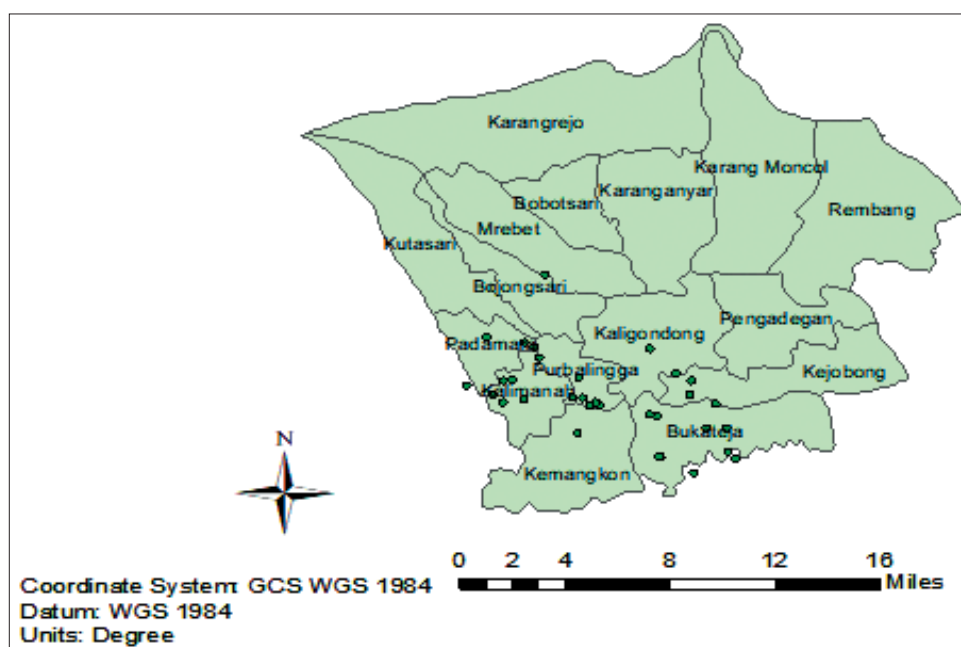 Karangrejo
Karang Moncol
Karanganyar
Bobotsari
Rembang
Mrebet
Kutasari
Bojongsari
Pengadegan
Kaligondong
Padamara
Purbalingga
Kejobong
Kalimanah
Bukateja
Kemangkon
N
0 2 4 8 12 16
Miles
Coordinate System: GCS WGS 1984
Datum: WGS 1984
Units: Degree